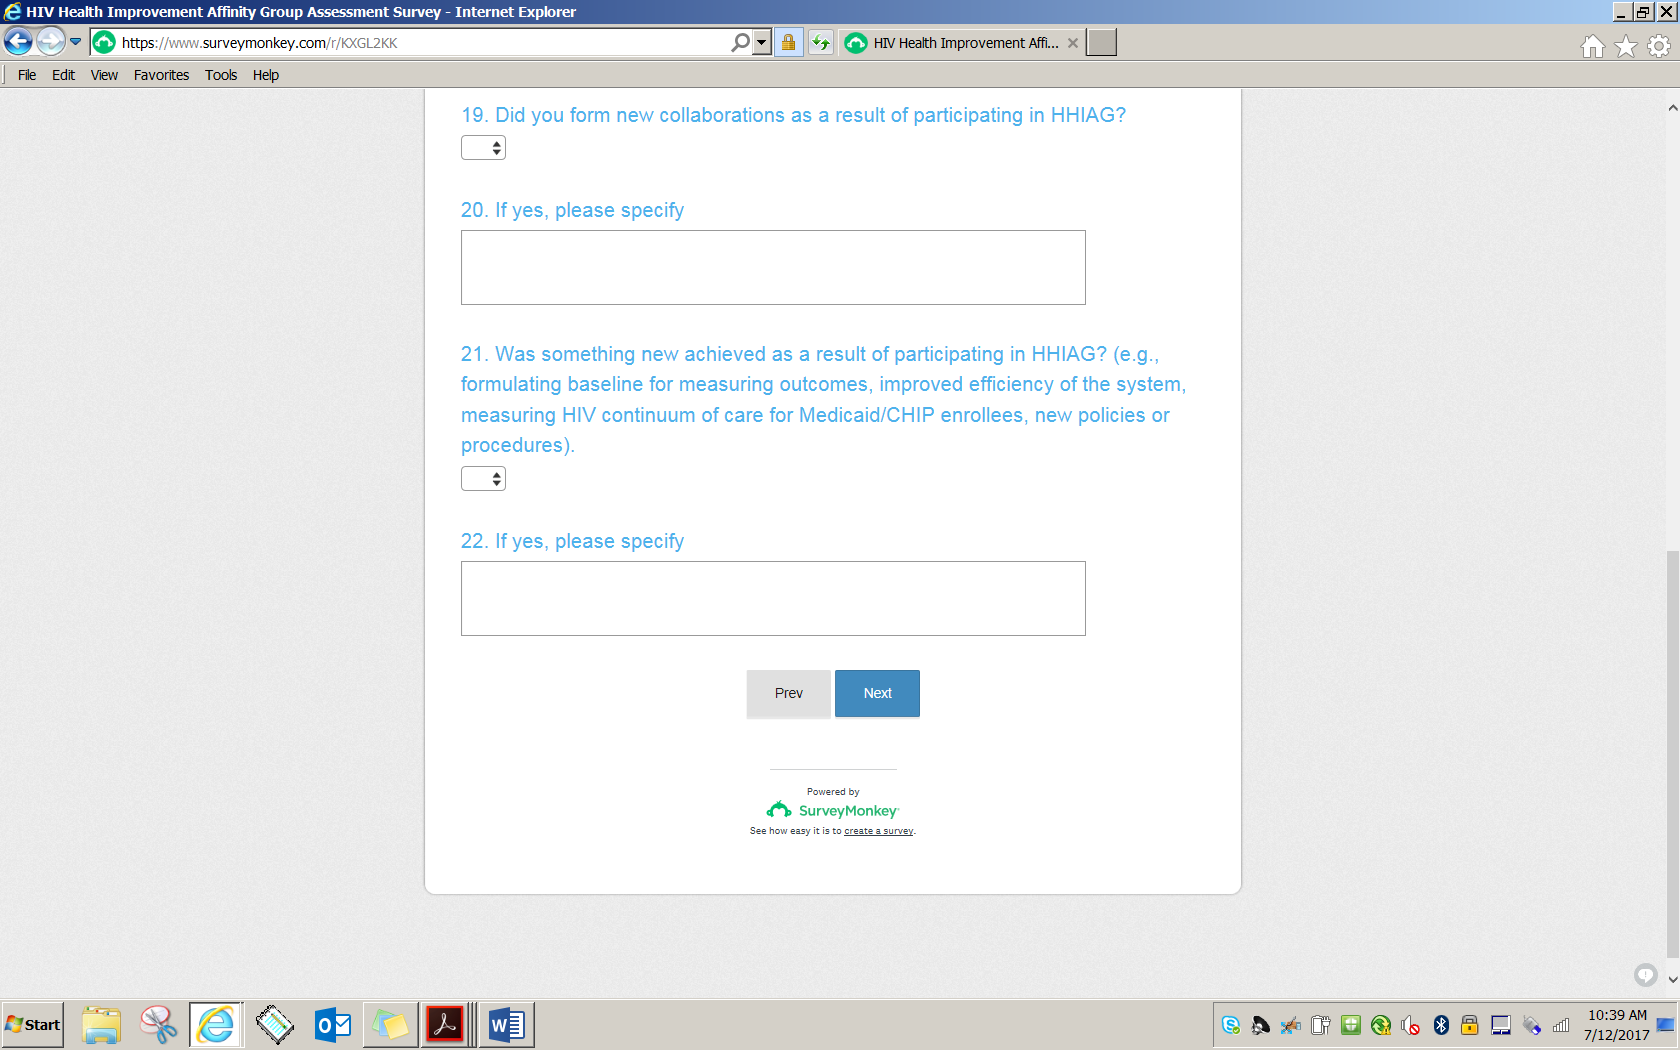 HIV Health Improvement Affinity Group Assessment Survey - Internet Explorer
https://www.surveymonkey.com/r/KXGL2KK
HIV Health Improvement Affi...
File Edit View Favorites Tools Help
19. Did you form new collaborations as a result of participating in HHIAG?
20. If yes, please specify
21. Was something new achieved as a result of participating in HHIAG? (e.g.,
formulating baseline for measuring outcomes, improved efficiency of the system,
measuring HIV continuum of care for Medicaid/CHIP enrollees, new policies or
procedures).
22. If yes, please specify
Prev Next
Powered by
SurveyMonkey
See how easy it is to create a survey.
Start
10:39 AM
7/12/2017